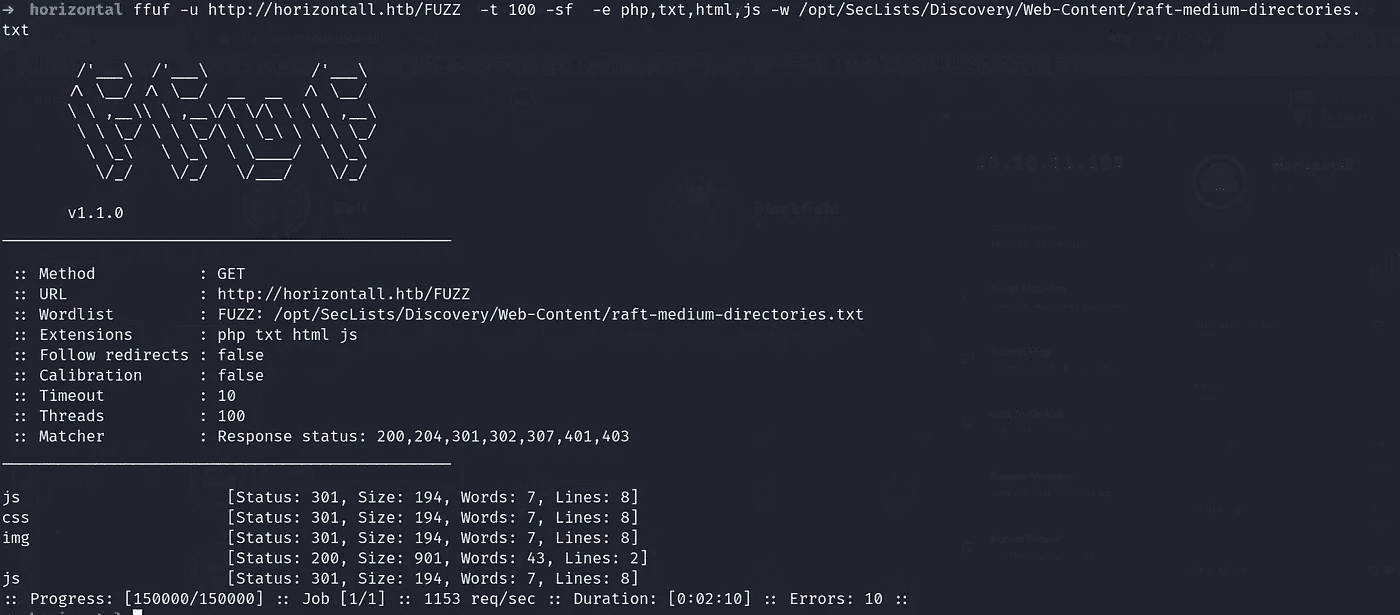 → horizontal ffuf -u http://horizontall.htb/FUZZ  -t 100 -sf  -e php,txt,html,js -w /opt/SecLists/Discovery/Web-Content/raft-medium-directories.
txt
v1.1.0
:: Method           : GET
:: URL              : http://horizontall.htb/FUZZ
:: Wordlist         : FUZZ: /opt/SecLists/Discovery/Web-Content/raft-medium-directories.txt
:: Extensions       : php txt html js
:: Follow redirects : false
:: Calibration      : false
:: Timeout          : 10
:: Threads          : 100
:: Matcher          : Response status: 200,204,301,302,307,401,403
js                      [Status: 301, Size: 194, Words: 7, Lines: 8]
css                     [Status: 301, Size: 194, Words: 7, Lines: 8]
img                     [Status: 301, Size: 194, Words: 7, Lines: 8]
[Status: 200, Size: 901, Words: 43, Lines: 2]
js                      [Status: 301, Size: 194, Words: 7, Lines: 8]
:: Progress: [150000/150000] :: Job [1/1] :: 1153 req/sec :: Duration: [0:02:10] :: Errors: 10 ::